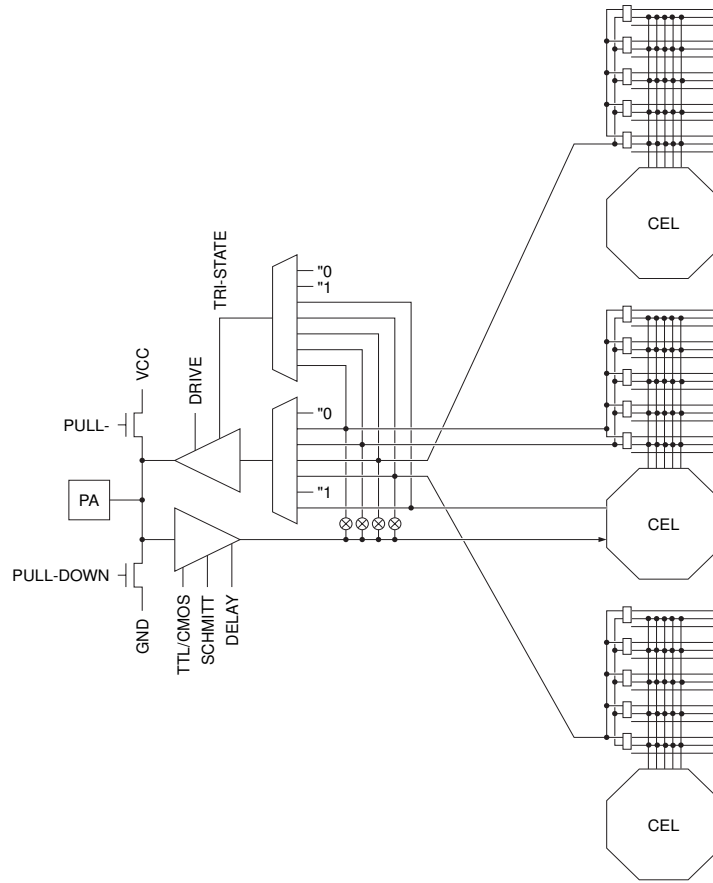 CEL
TRI-STATE
"0
"1
VCC
DRIVE
PULL-
"0
PA
"1
CEL
PULL-DOWN
GND
TTL/CMOS
SCHMITT
DELAY
CEL